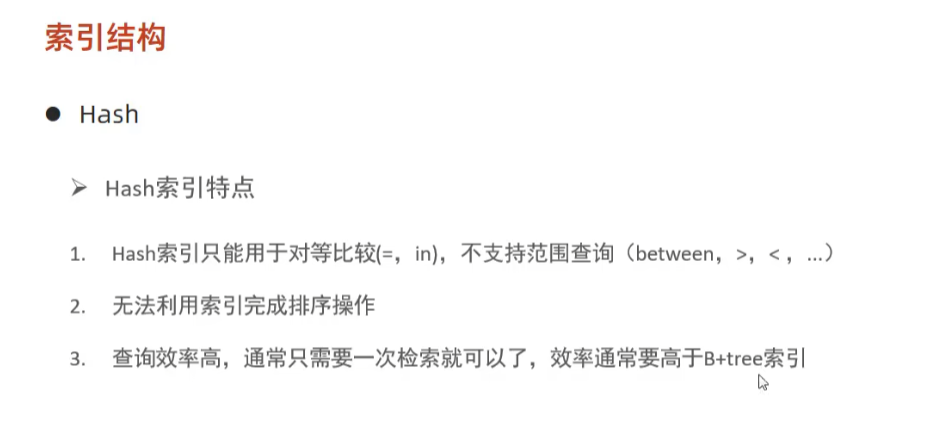 索引结构
● Hash
➢ Hash索引特点
1. Hash索引只能用于对等比较(=，in)，不支持范围查询（between，>，< ，...）
2. 无法利用索引完成排序操作
3. 查询效率高，通常只需要一次检索就可以了，效率通常要高于B+tree索引